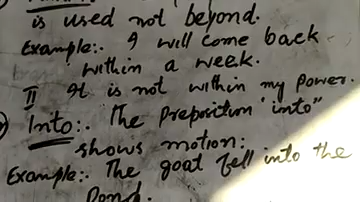 is used not beyond.
Example:. I will come back
within a week.
II It is not within my power.
Into:. The preposition "into"
shows motion:
Example:. The goat fell into the
Pond.